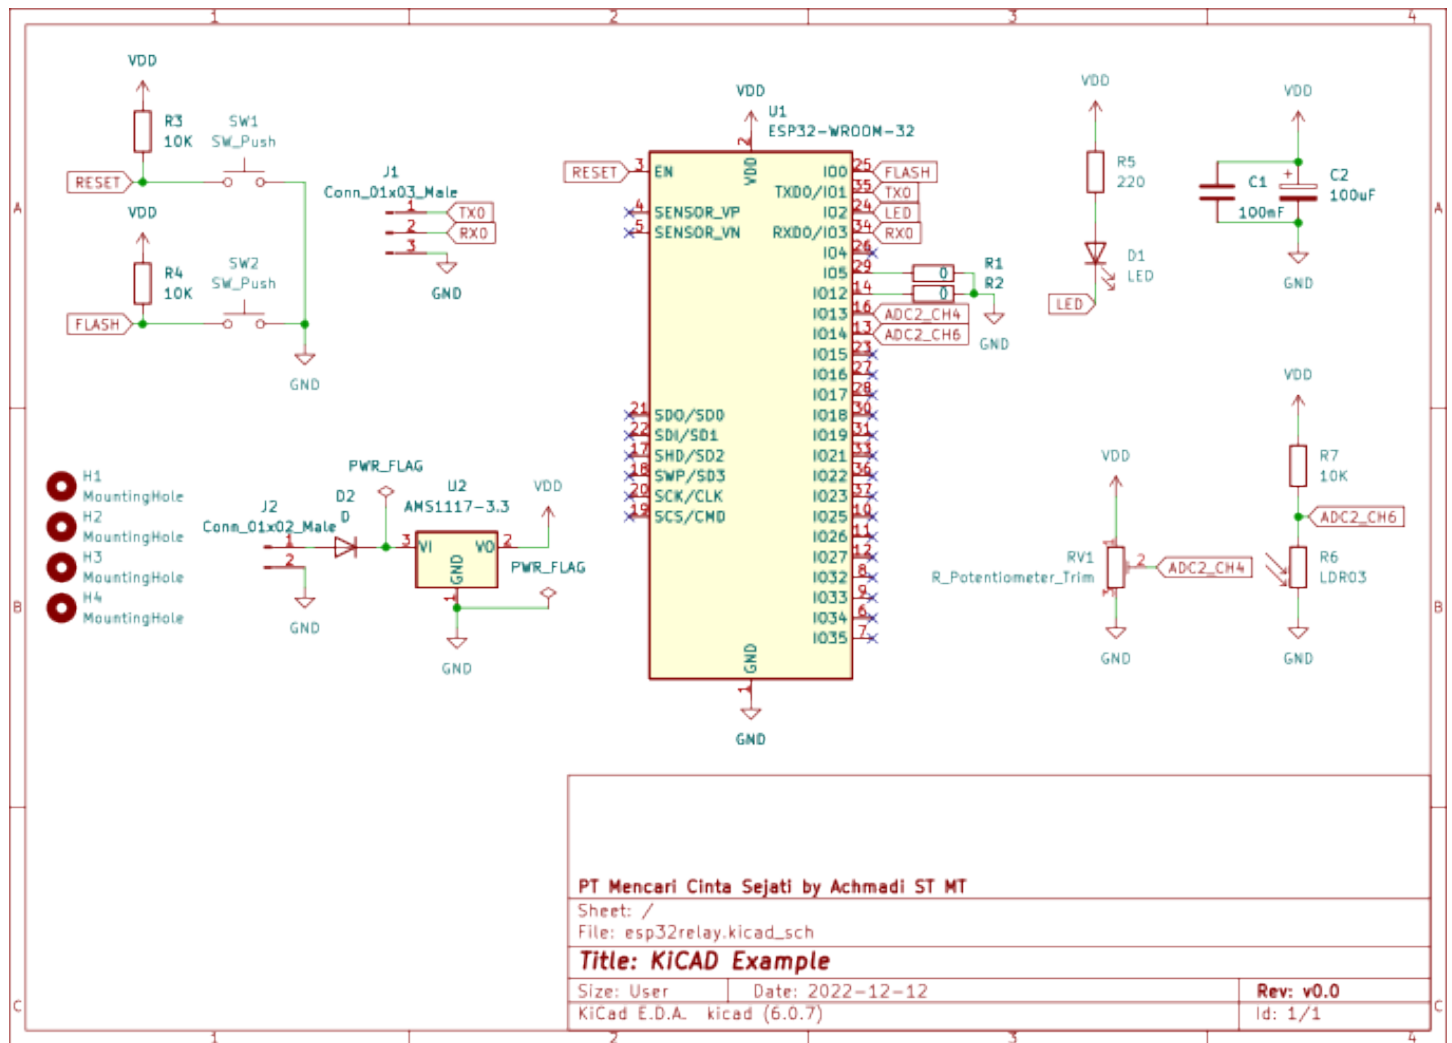 1 2 3 4
A
B
C
VDD
R3
10K
SW1
SW_Push
RESET
VDD
R4
10K
SW2
SW_Push
FLASH
GND
J1
Conn_01x03_Male
1 TX0
2 RX0
3
GND
VDD
U1
ESP32-WROOM-32
2
VDD
RESET 3 EN
4 SENSOR_VP
5 SENSOR_VN
21 SDO/SD0
22 SDI/SD1
17 SHD/SD2
18 SWP/SD3
20 SCK/CLK
19 SCS/CMD
IO0 25 FLASH
TXD0/IO1 35 TX0
IO2 24 LED
RXD0/IO3 34 RX0
IO4 26
IO5 29
IO12 14
IO13 16 ADC2_CH4
IO14 13 ADC2_CH6
IO15 23
IO16 27
IO17 28
IO18 30
IO19 31
IO21 33
IO22 36
IO23 37
IO25 10
IO26 11
IO27 12
IO32 8
IO33 9
IO34 6
IO35 7
GND
1
GND
0 R1
0 R2
GND
VDD
R5
220
D1
LED
LED
VDD
C1
100mF
+
C2
100uF
GND
H1
MountingHole
H2
MountingHole
H3
MountingHole
H4
MountingHole
J2
Conn_01x02_Male
1
2
GND
D2
D
PWR_FLAG
U2
AMS1117-3.3
3 VI VO 2
GND
1
VDD
PWR_FLAG
GND
VDD
1
RV1
R_Potentiometer_Trim
2 ADC2_CH4
3
GND
VDD
R7
10K
ADC2_CH6
R6
LDR03
GND
PT Mencari Cinta Sejati by Achmadi ST MT
Sheet: /
File: esp32relay.kicad_sch
Title: KiCAD Example
Size: User Date: 2022-12-12 Rev: v0.0
KiCad E.D.A. kicad (6.0.7) Id: 1/1
A
B
C
1 2 3 4